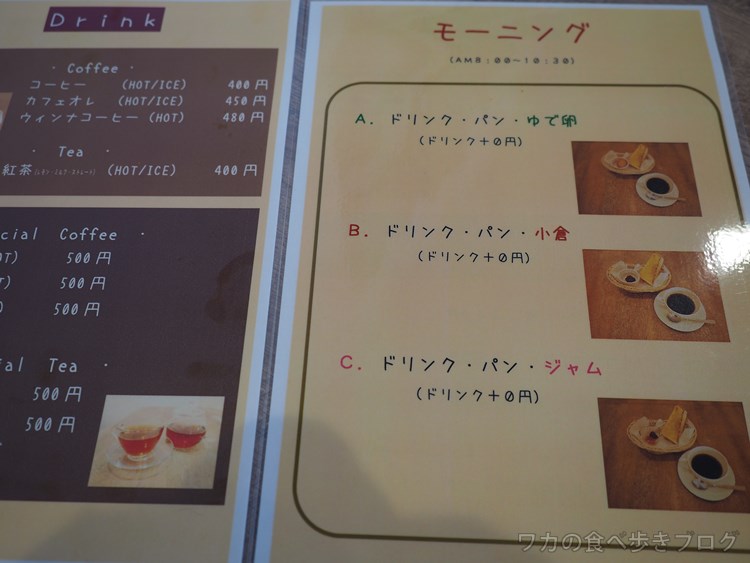 Drink
・ Coffee ・
コーヒー (HOT/ICE) 400円
カフェオレ (HOT/ICE) 450円
ウィンナコーヒー (HOT) 480円
・ Tea ・
紅茶 (HOT/ICE) 400円
cial Coffee ・
OT) 500円
T) 500円
) 500円
ial Tea ・
500円
500円
モーニング
(AM8:00~10:30)
A. ドリンク・パン・ゆで卵
(ドリンク+0円)
B. ドリンク・パン・小倉
(ドリンク+0円)
C. ドリンク・パン・ジャム
(ドリンク+0円)
ワカの食べ歩きブログ